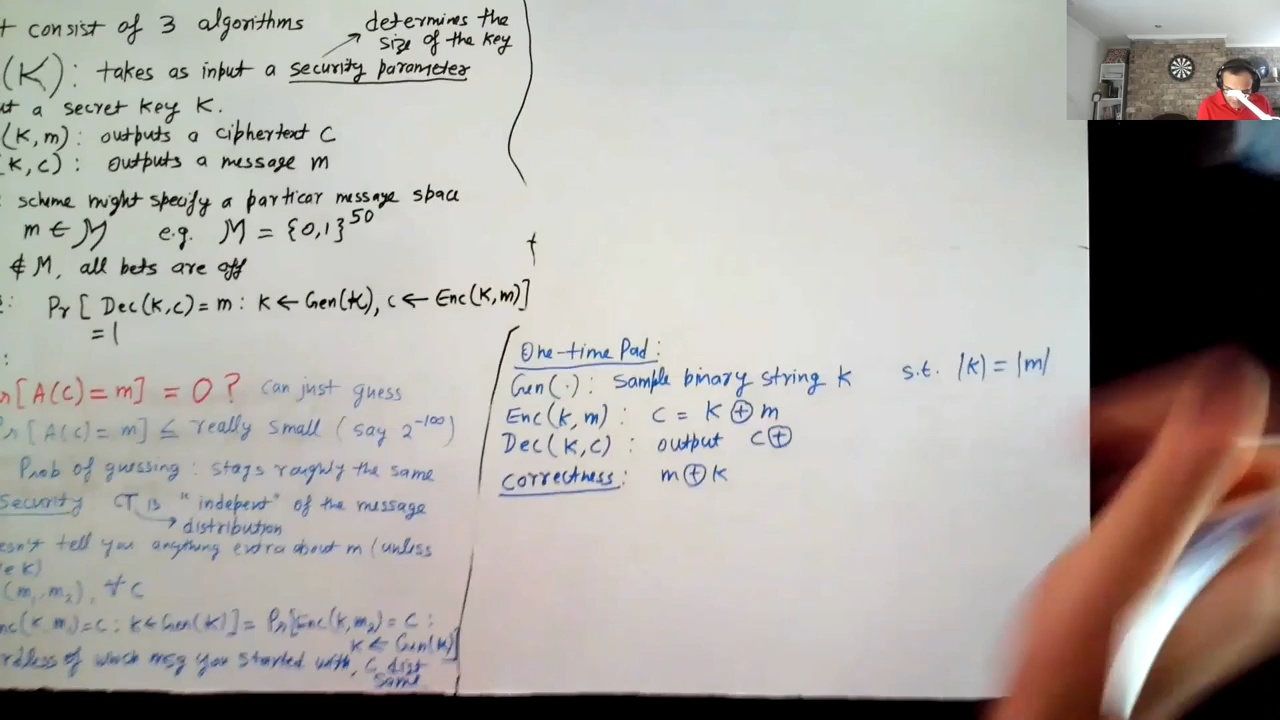 t consist of 3 algorithms
determines the
size of the key
(K): takes as input a security parameter
ut a secret key K.
(K, m): outputs a ciphertext C
(K, C): outputs a message m
scheme might specify a particar message space
m ∈ M e.g. M = {0,1}^50
∉ M, all bets are off
Pr [ Dec(K,C) = m : K ← Gen(K), C ← Enc(K,m)]
= 1
[A(C) = m] = 0 ? can just guess
[A(C) = m] ≤ really small (say 2^-100)
Prob of guessing : stays roughly the same
Security CT is "indepent" of the message
→ distribution
esn't tell you anything extra about m (unless
e K)
(m1, m2), ∀ C
nc(K, m1) = C : K ← Gen(K)] = Pr[Enc(K, m2) = C :
K ← Gen(K)]
rdless of which msg you started with, C dist
same
One-time Pad:
Gen(·): Sample binary string K s.t. |K| = |m|
Enc(K, m) : C = K ⊕ m
Dec(K, C) : output C ⊕
Correctness: m ⊕ K